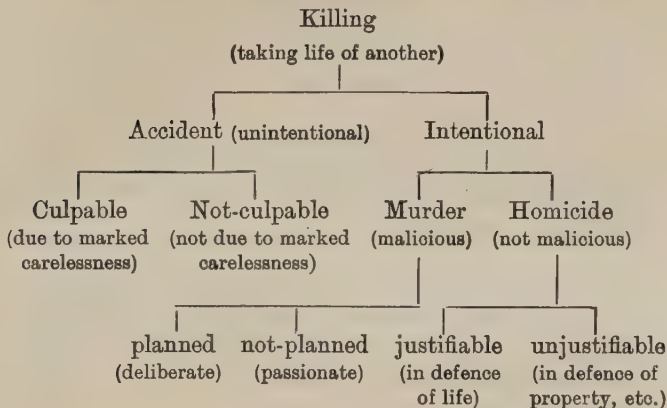 Killing
(taking life of another)
Accident (unintentional) Intentional
Culpable Not-culpable Murder Homicide
(due to marked (not due to marked (malicious) (not malicious)
carelessness) carelessness)
planned not-planned justifiable unjustifiable
(deliberate) (passionate) (in defence (in defence of
of life) property, etc.)